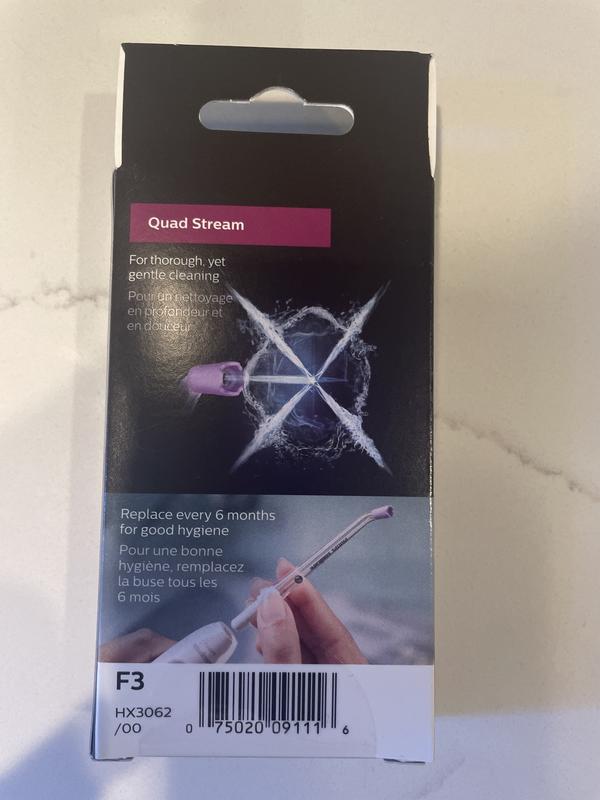 Quad Stream
For thorough, yet
gentle cleaning
Pour un nettoyage
en profondeur et
en douceur
Replace every 6 months
for good hygiene
Pour une bonne
hygiène, remplacez
la buse tous les
6 mois
F3
HX3062
/00
0 75020 09111 6